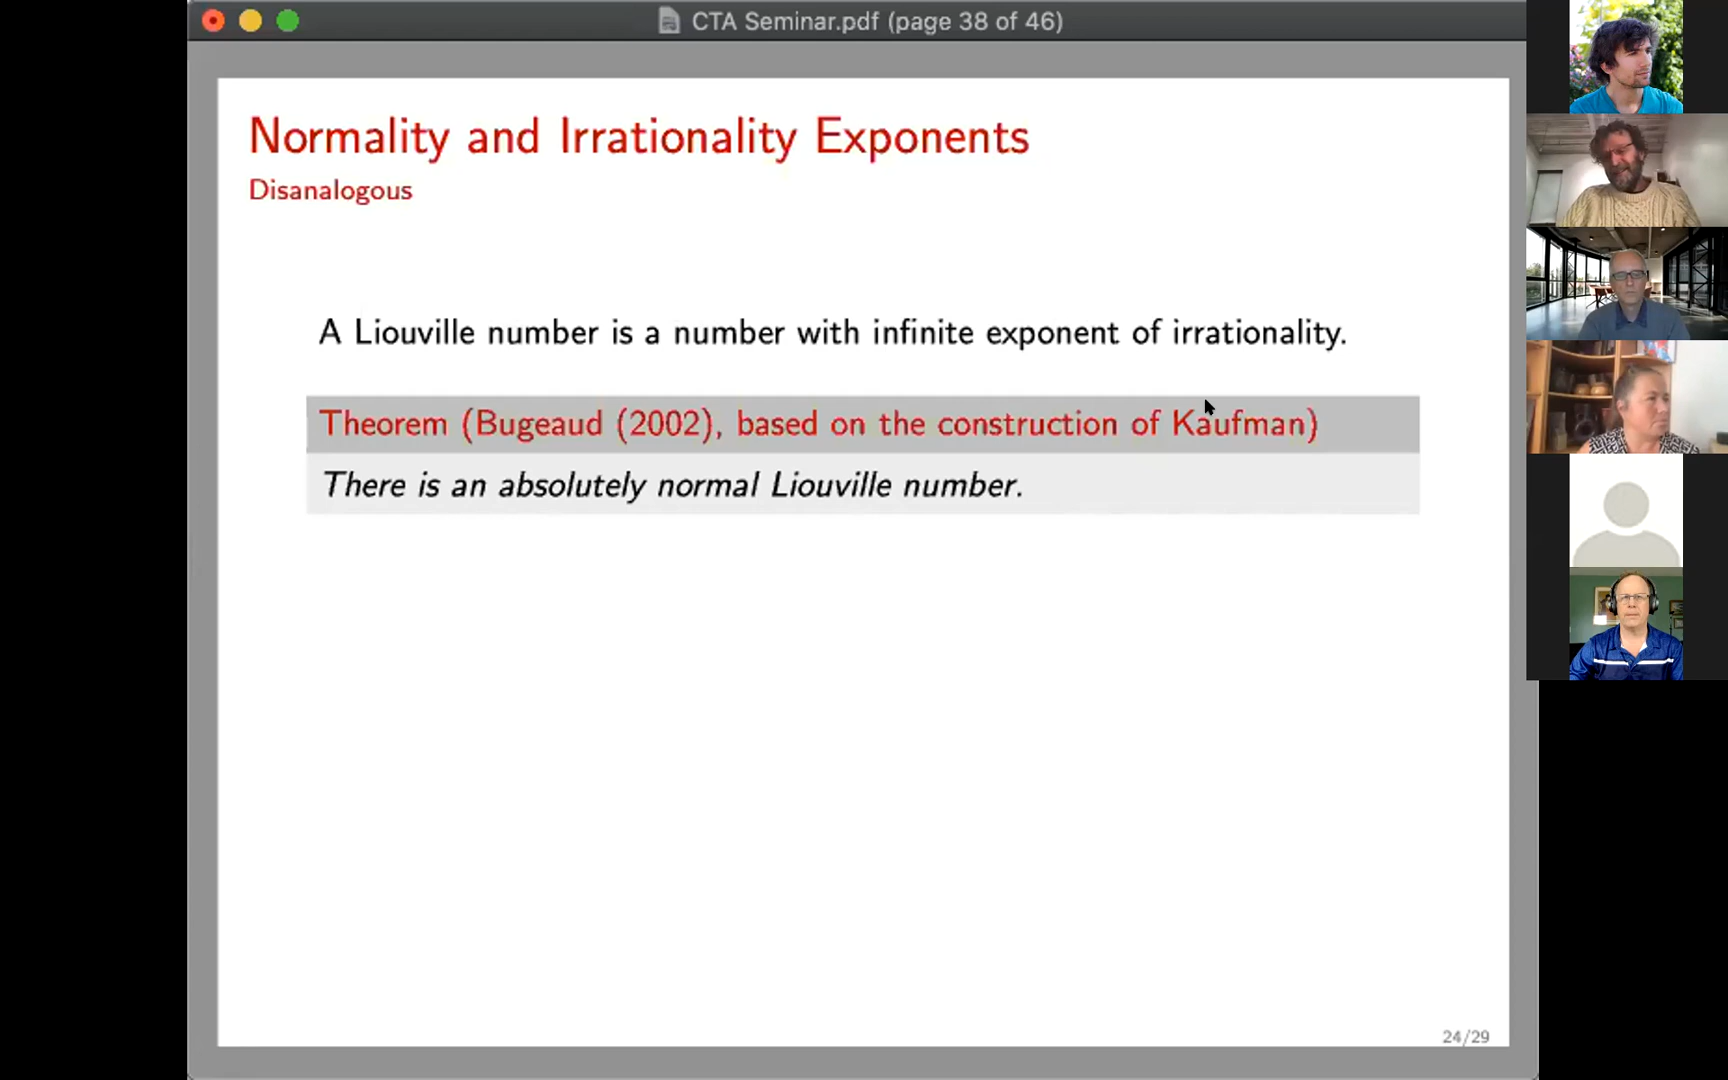 CTA Seminar.pdf (page 38 of 46)
Normality and Irrationality Exponents
Disanalogous
A Liouville number is a number with infinite exponent of irrationality.
Theorem (Bugeaud (2002), based on the construction of Kaufman)
There is an absolutely normal Liouville number.
24/29